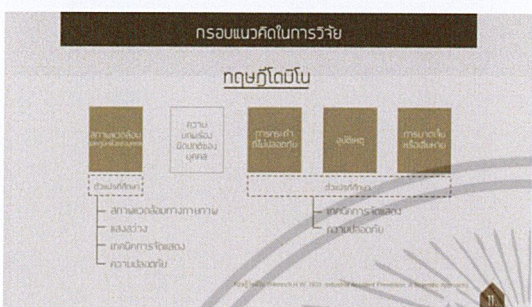 กรอบแนวคิดในการวิจัย
ทฤษฎีโดมิโน
สภาพแวดล้อม
ความ
บกพร่อง
ผิดปกติของ
บุคคล
การกระทำ
ที่ไม่ปลอดภัย
อุบัติเหตุ
การบาดเจ็บ
หรือเสียหาย
ตัวแปรที่ศึกษา
ตัวแปรที่ศึกษา
สภาพแวดล้อมทางกายภาพ
แสงสว่าง
เทคนิคการจัดแสดง
ความปลอดภัย
เทคนิคการจัดแสดง
ความปลอดภัย
11